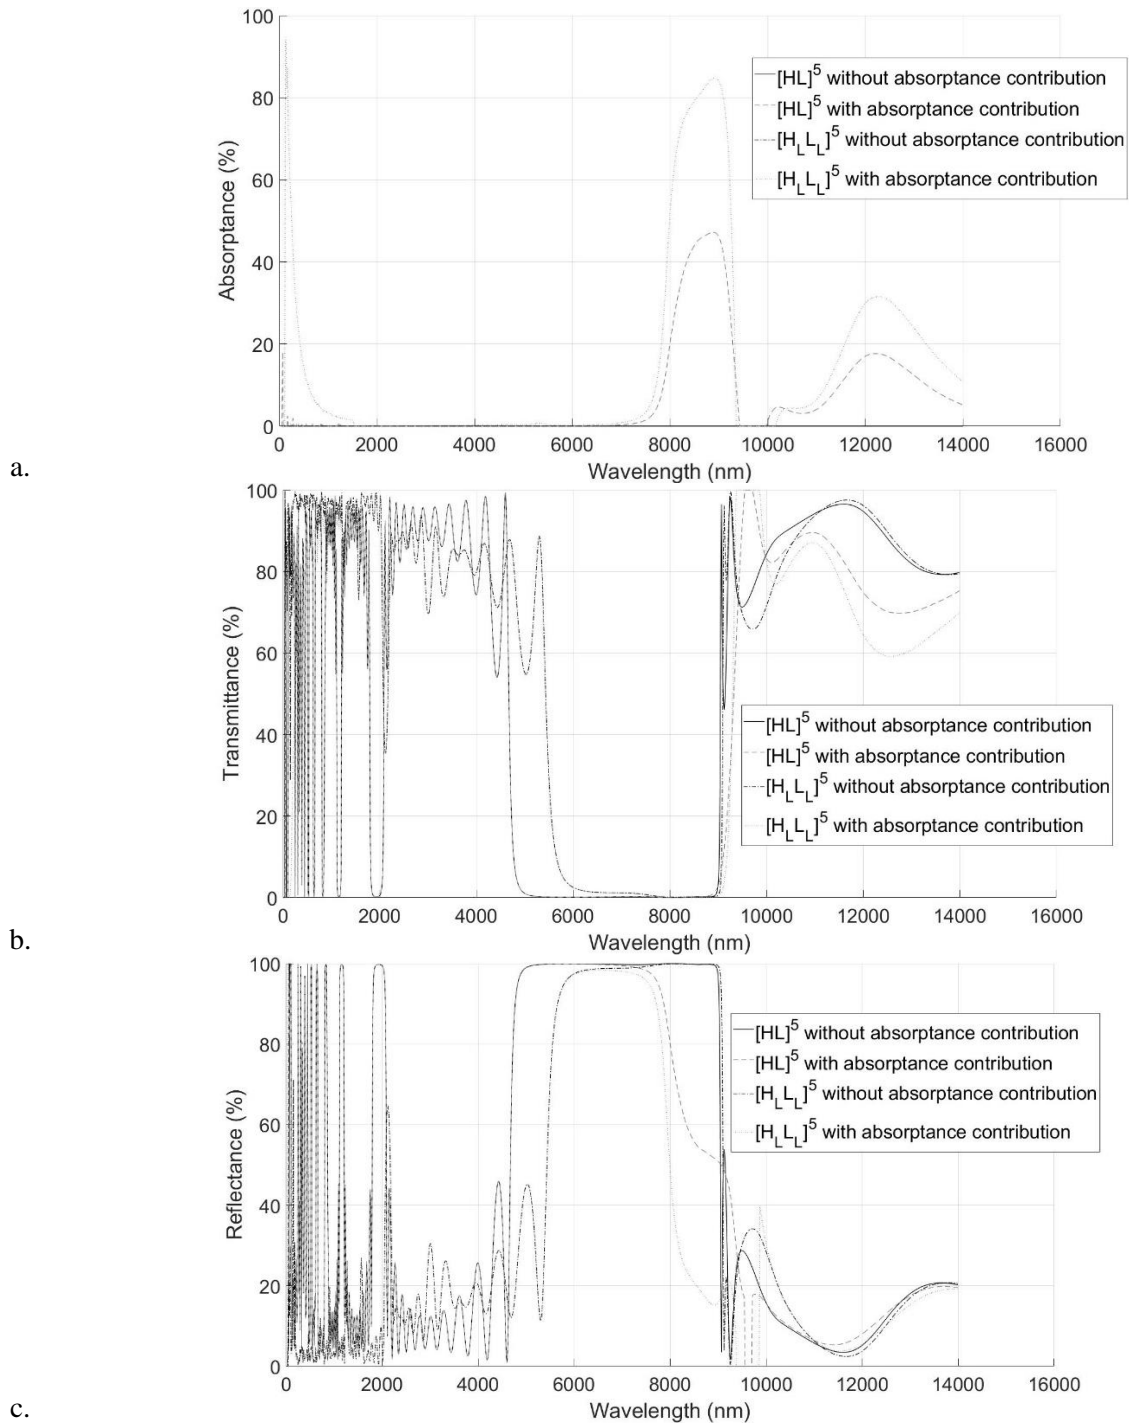 100
80
60
40
20
0
Absorptance (%)
[HL]5 without absorptance contribution
[HL]5 with absorptance contribution
[HLLL]5 without absorptance contribution
[HLLL]5 with absorptance contribution
0 2000 4000 6000 8000 10000 12000 14000 16000
Wavelength (nm)
a.
100
80
60
40
20
0
Transmittance (%)
[HL]5 without absorptance contribution
[HL]5 with absorptance contribution
[HLLL]5 without absorptance contribution
[HLLL]5 with absorptance contribution
0 2000 4000 6000 8000 10000 12000 14000 16000
Wavelength (nm)
b.
100
80
60
40
20
0
Reflectance (%)
[HL]5 without absorptance contribution
[HL]5 with absorptance contribution
[HLLL]5 without absorptance contribution
[HLLL]5 with absorptance contribution
0 2000 4000 6000 8000 10000 12000 14000 16000
Wavelength (nm)
c.